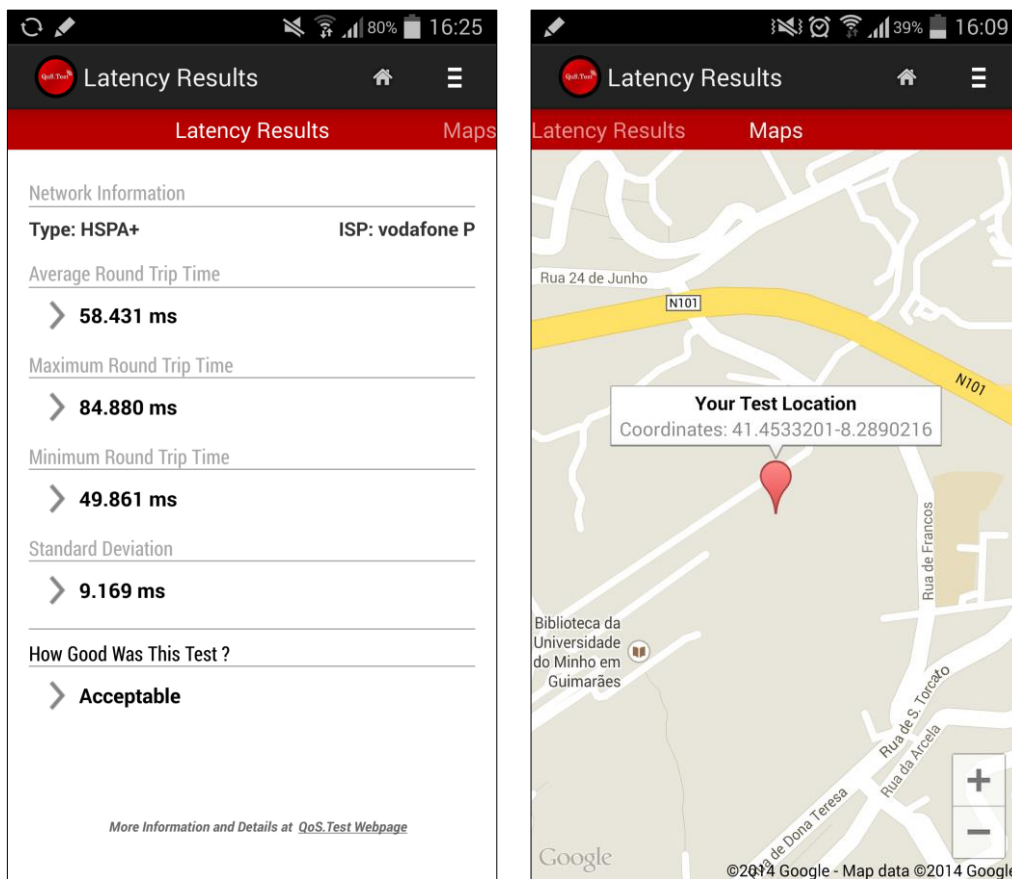 80% 16:25
QoS.Test Latency Results
Latency Results Maps
Network Information
Type: HSPA+ ISP: vodafone P
Average Round Trip Time
58.431 ms
Maximum Round Trip Time
84.880 ms
Minimum Round Trip Time
49.861 ms
Standard Deviation
9.169 ms
How Good Was This Test ?
Acceptable
More Information and Details at QoS.Test Webpage
39% 16:09
QoS.Test Latency Results
Latency Results Maps
Rua 24 de Junho
N101
N101
Your Test Location
Coordinates: 41.4533201-8.2890216
Rua de Francos
Biblioteca da
Universidade
do Minho em
Guimarães
Rua de S. Torcato
Rua da Arcela
Rua de Dona Teresa
+
−
Google
©2014 Google - Map data ©2014 Google